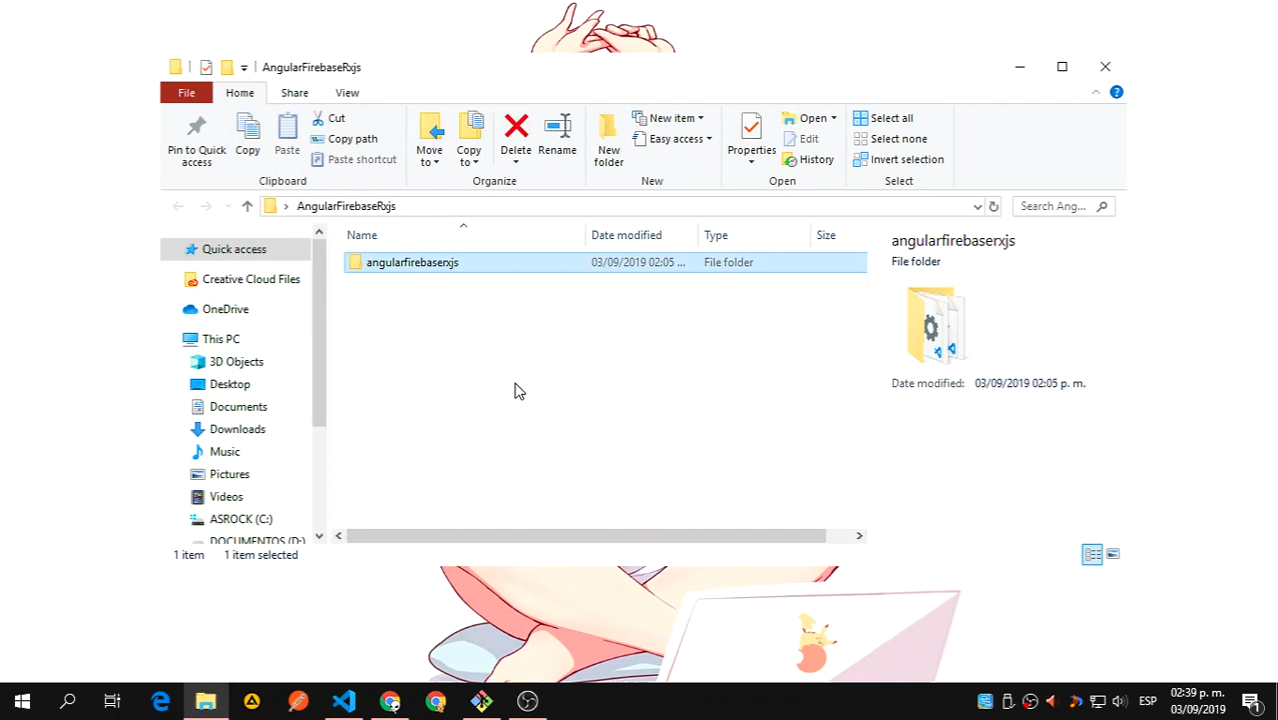 AngularFirebaseRxjs
File Home Share View
Pin to Quick access
Copy
Paste
Cut
Copy path
Paste shortcut
Clipboard
Move to
Copy to
Delete
Rename
Organize
New folder
New item
Easy access
New
Properties
Open
Edit
History
Open
Select all
Select none
Invert selection
Select
AngularFirebaseRxjs
Search Ang...
Name Date modified Type Size
angularfirebaserxjs 03/09/2019 02:05 ... File folder
Quick access
Creative Cloud Files
OneDrive
This PC
3D Objects
Desktop
Documents
Downloads
Music
Pictures
Videos
ASROCK (C:)
DOCUMENTOS (D:)
angularfirebaserxjs
File folder
Date modified: 03/09/2019 02:05 p. m.
1 item 1 item selected
ESP
02:39 p. m.
03/09/2019
1